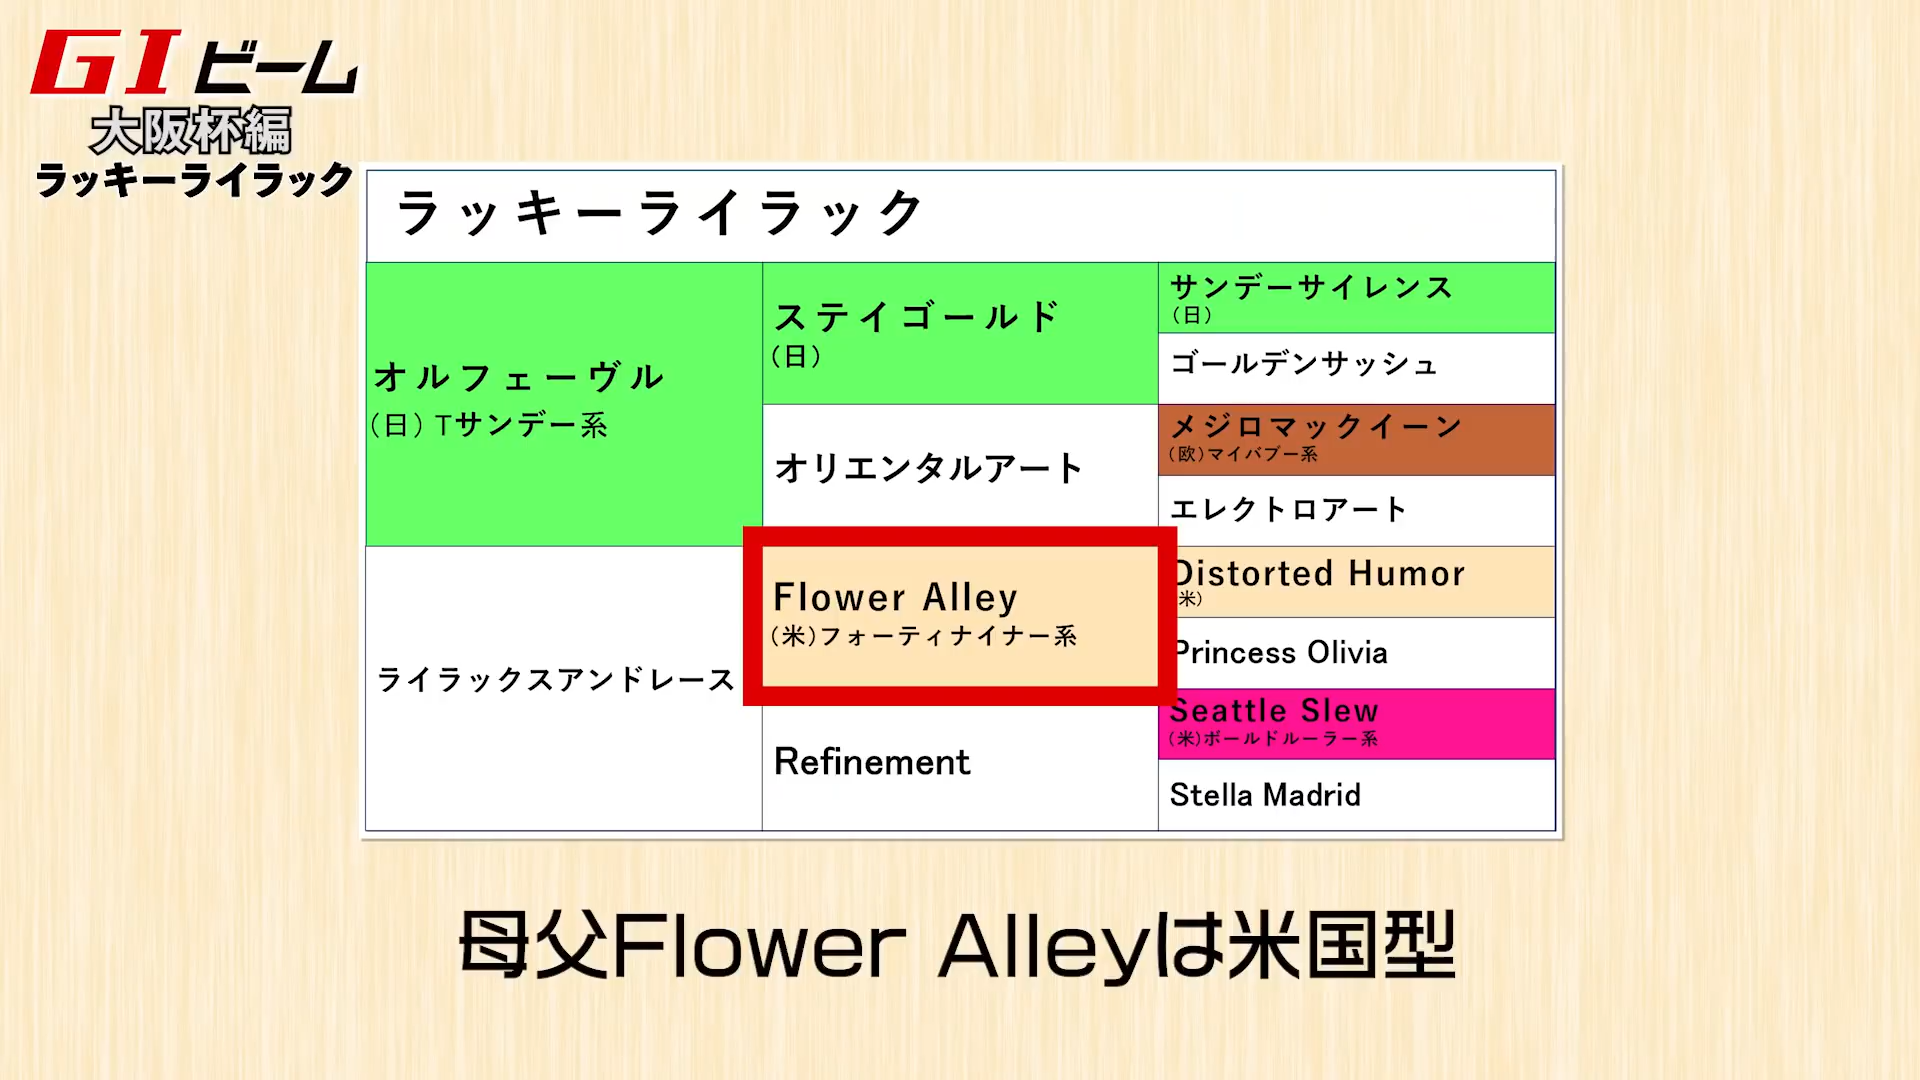 GIビーム
大阪杯編
ラッキーライラック
ラッキーライラック
オルフェーヴル
(日) Tサンデー系
ステイゴールド
(日)
サンデーサイレンス
(日)
ゴールデンサッシュ
オリエンタルアート
メジロマックイーン
(欧)マイバブー系
エレクトロアート
ライラックスアンドレース
Flower Alley
(米)フォーティナイナー系
Distorted Humor
米)
Princess Olivia
Refinement
Seattle Slew
(米)ボールドルーラー系
Stella Madrid
母父Flower Alleyは米国型